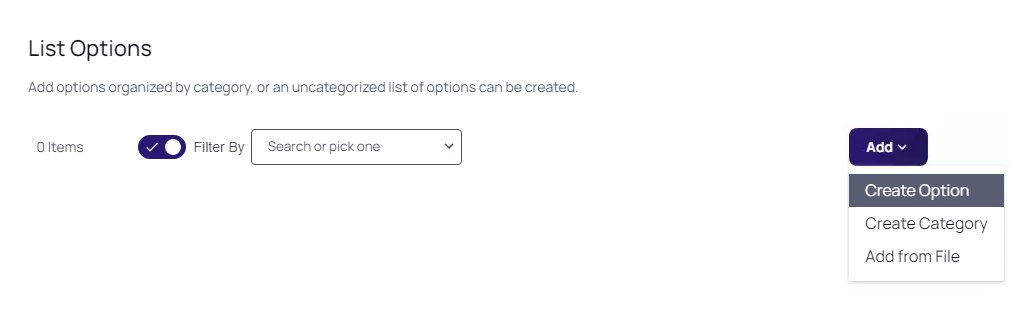 List Options
Add options organized by category, or an uncategorized list of options can be created.
0 Items Filter By Search or pick one Add
Create Option
Create Category
Add from File